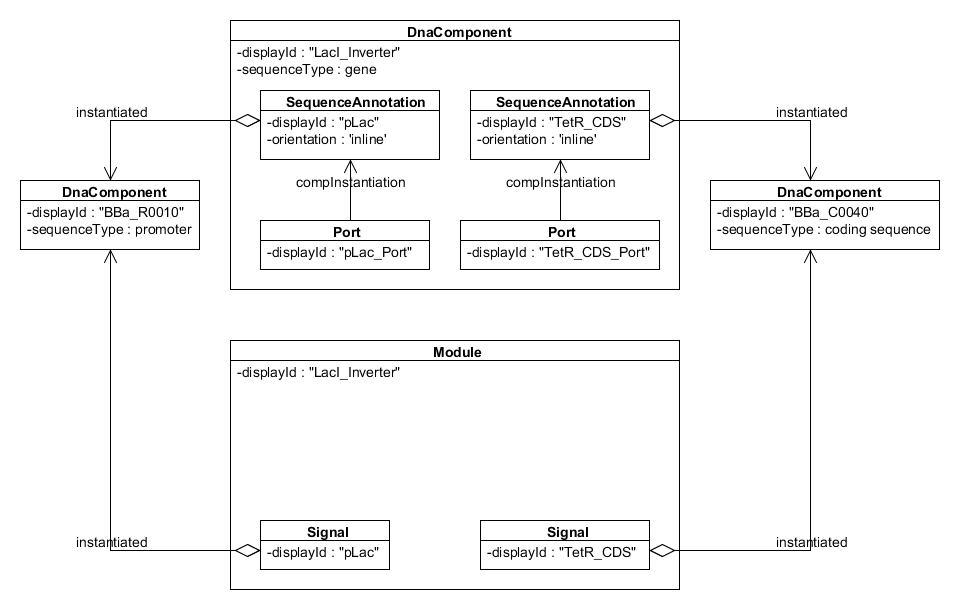 DnaComponent
-displayId : "LacI_Inverter"
-sequenceType : gene
instantiated
SequenceAnnotation
-displayId : "pLac"
-orientation : 'inline'
SequenceAnnotation
-displayId : "TetR_CDS"
-orientation : 'inline'
instantiated
compInstantiation
compInstantiation
DnaComponent
-displayId : "BBa_R0010"
-sequenceType : promoter
Port
-displayId : "pLac_Port"
Port
-displayId : "TetR_CDS_Port"
DnaComponent
-displayId : "BBa_C0040"
-sequenceType : coding sequence
Module
-displayId : "LacI_Inverter"
instantiated
Signal
-displayId : "pLac"
Signal
-displayId : "TetR_CDS"
instantiated